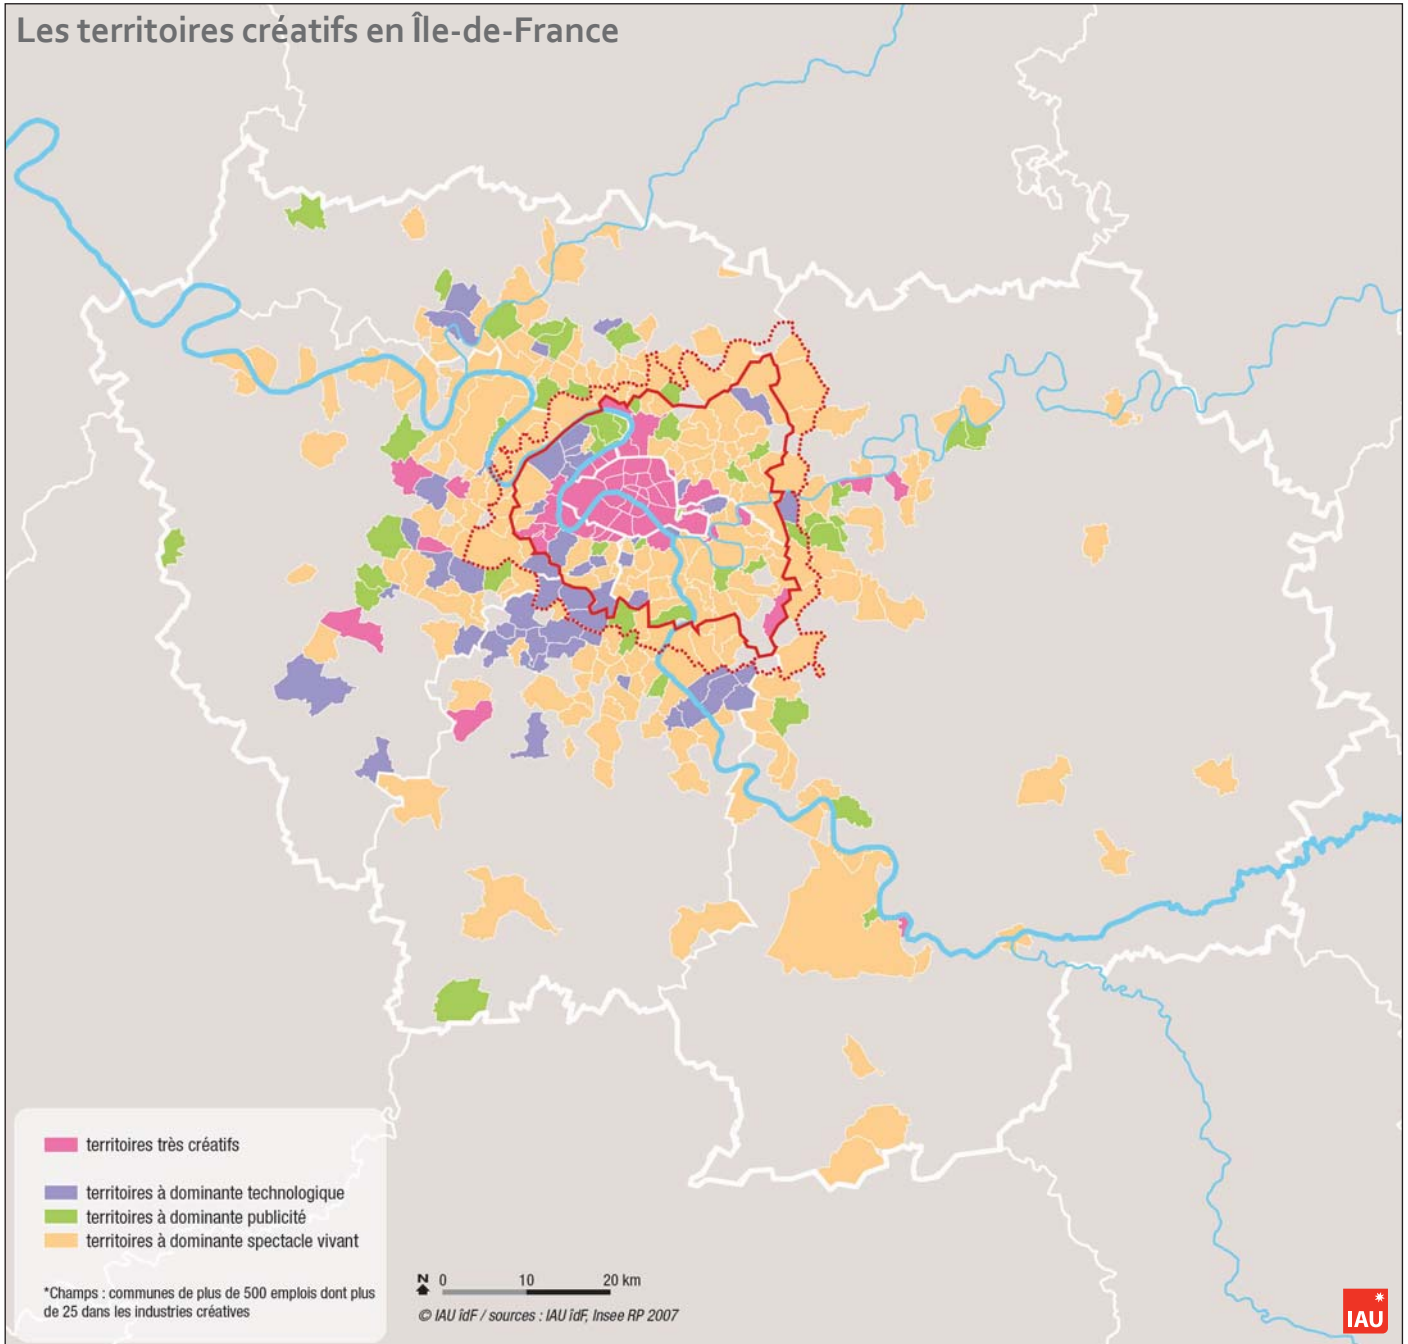 Les territoires créatifs en Île-de-France
territoires très créatifs
territoires à dominante technologique
territoires à dominante publicité
territoires à dominante spectacle vivant
*Champs : communes de plus de 500 emplois dont plus
de 25 dans les industries créatives
N 0 10 20 km
© IAU îdF / sources : IAU îdF, Insee RP 2007
IAU